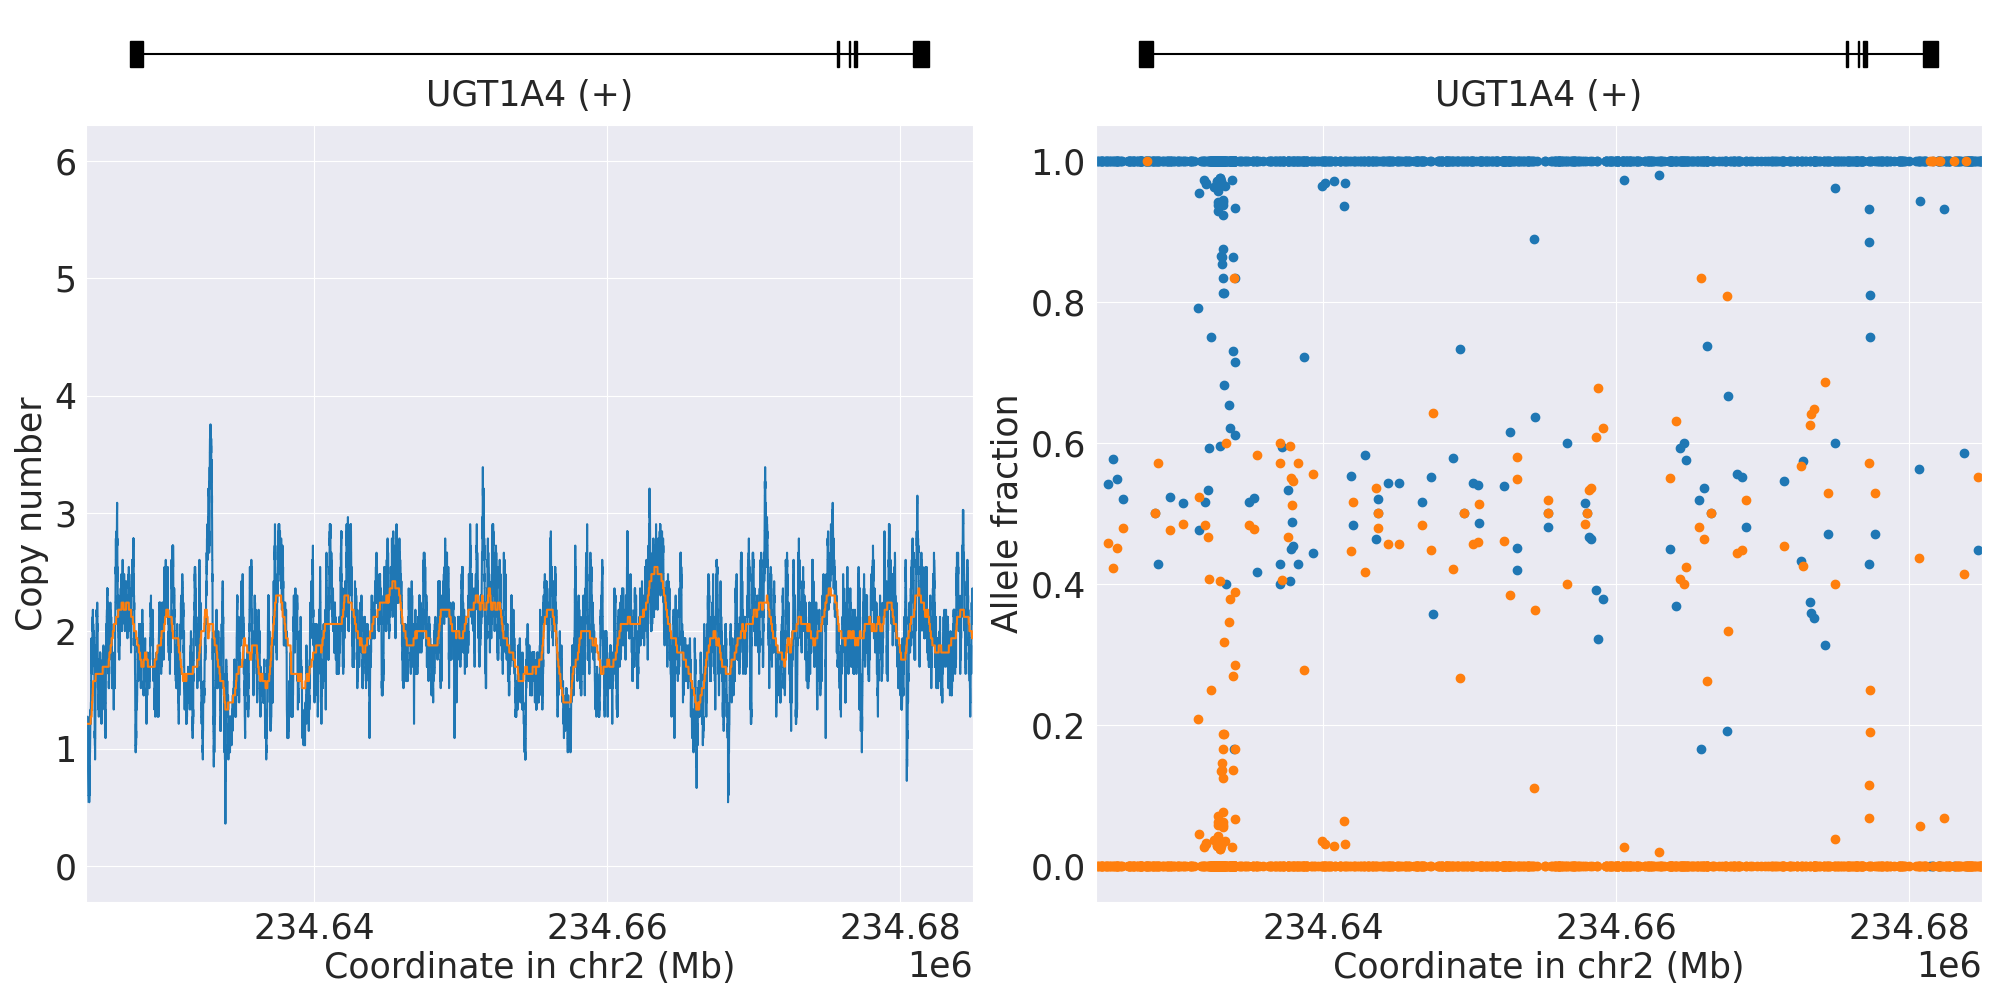 UGT1A4 (+)
6
5
4
3
2
1
0
Copy number
234.64 234.66 234.68
1e6
Coordinate in chr2 (Mb)
UGT1A4 (+)
1.0
0.8
0.6
0.4
0.2
0.0
Allele fraction
234.64 234.66 234.68
1e6
Coordinate in chr2 (Mb)